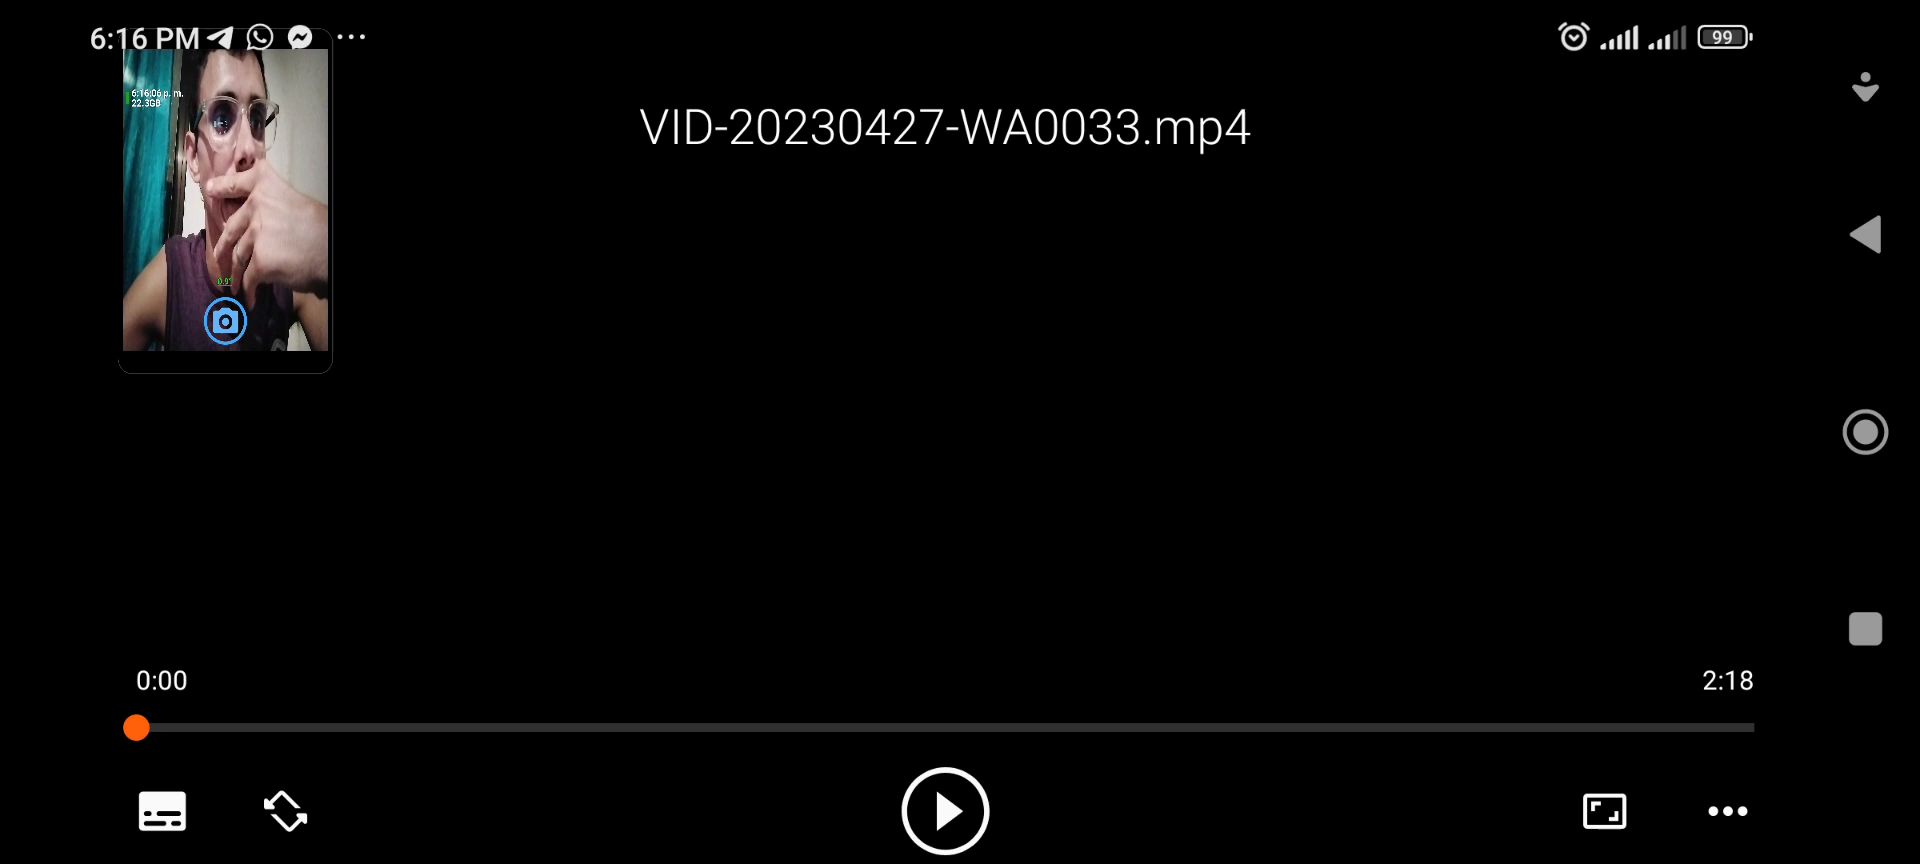 6:16 PM
99
6:16:06 p. m.
22.3GB
VID-20230427-WA0033.mp4
0:00
2:18